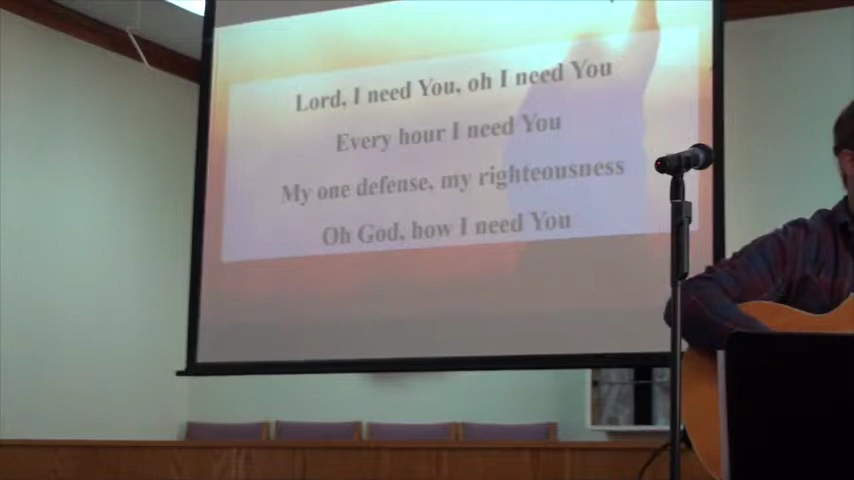 Lord, I need You, oh I need You
Every hour I need You
My one defense, my righteousness
Oh God, how I need You